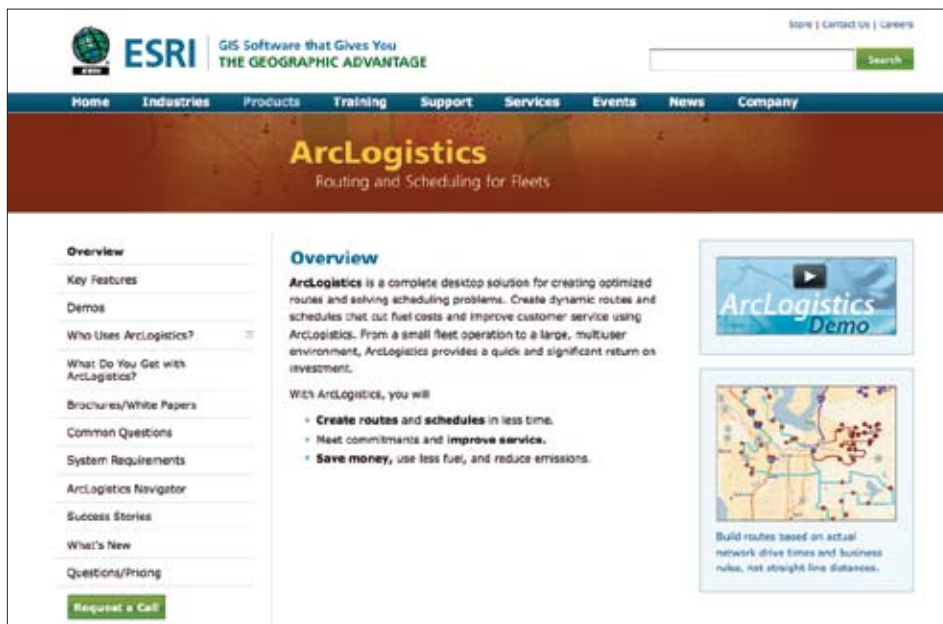 Store | Contact Us | Careers
ESRI
GIS Software that Gives You
THE GEOGRAPHIC ADVANTAGE
ESRI
Search
Home Industries Products Training Support Services Events News Company
ArcLogistics
Routing and Scheduling for Fleets
Overview
Key Features
Demos
Who Uses ArcLogistics?
What Do You Get with
ArcLogistics?
Brochures/White Papers
Common Questions
System Requirements
ArcLogistics Navigator
Success Stories
What's New
Questions/Pricing
Request a Call
Overview
ArcLogistics is a complete desktop solution for creating optimized
routes and solving scheduling problems. Create dynamic routes and
schedules that cut fuel costs and improve customer service using
ArcLogistics. From a small fleet operation to a large, multiuser
environment, ArcLogistics provides a quick and significant return on
investment.
With ArcLogistics, you will
• Create routes and schedules in less time.
• Meet commitments and improve service.
• Save money, use less fuel, and reduce emissions.
ArcLogistics
Demo
Build routes based on actual
network drive times and business
rules, not straight line distances.